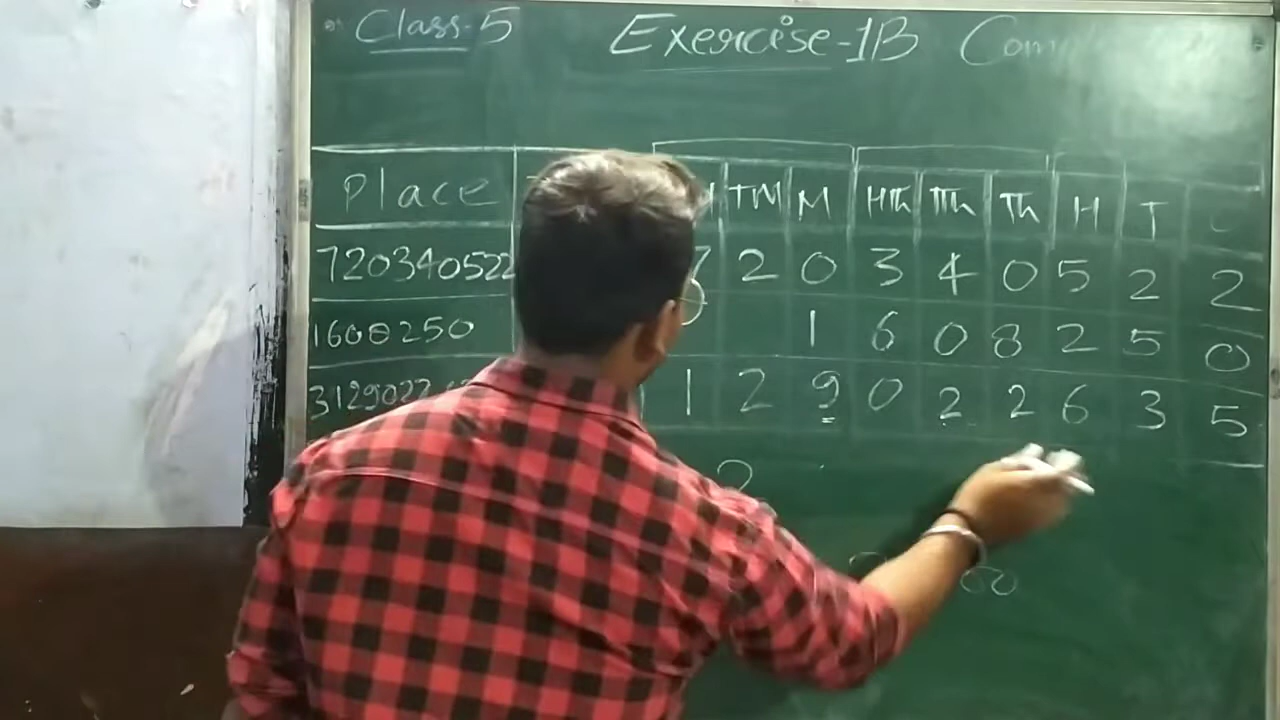 Class-5 Exercise-1B
Place TM M HTh TTh Th H T
720340522 7 2 0 3 4 0 5 2 2
1608250 1 6 0 8 2 5 0
3129022 1 2 9 0 2 2 6 3 5
2